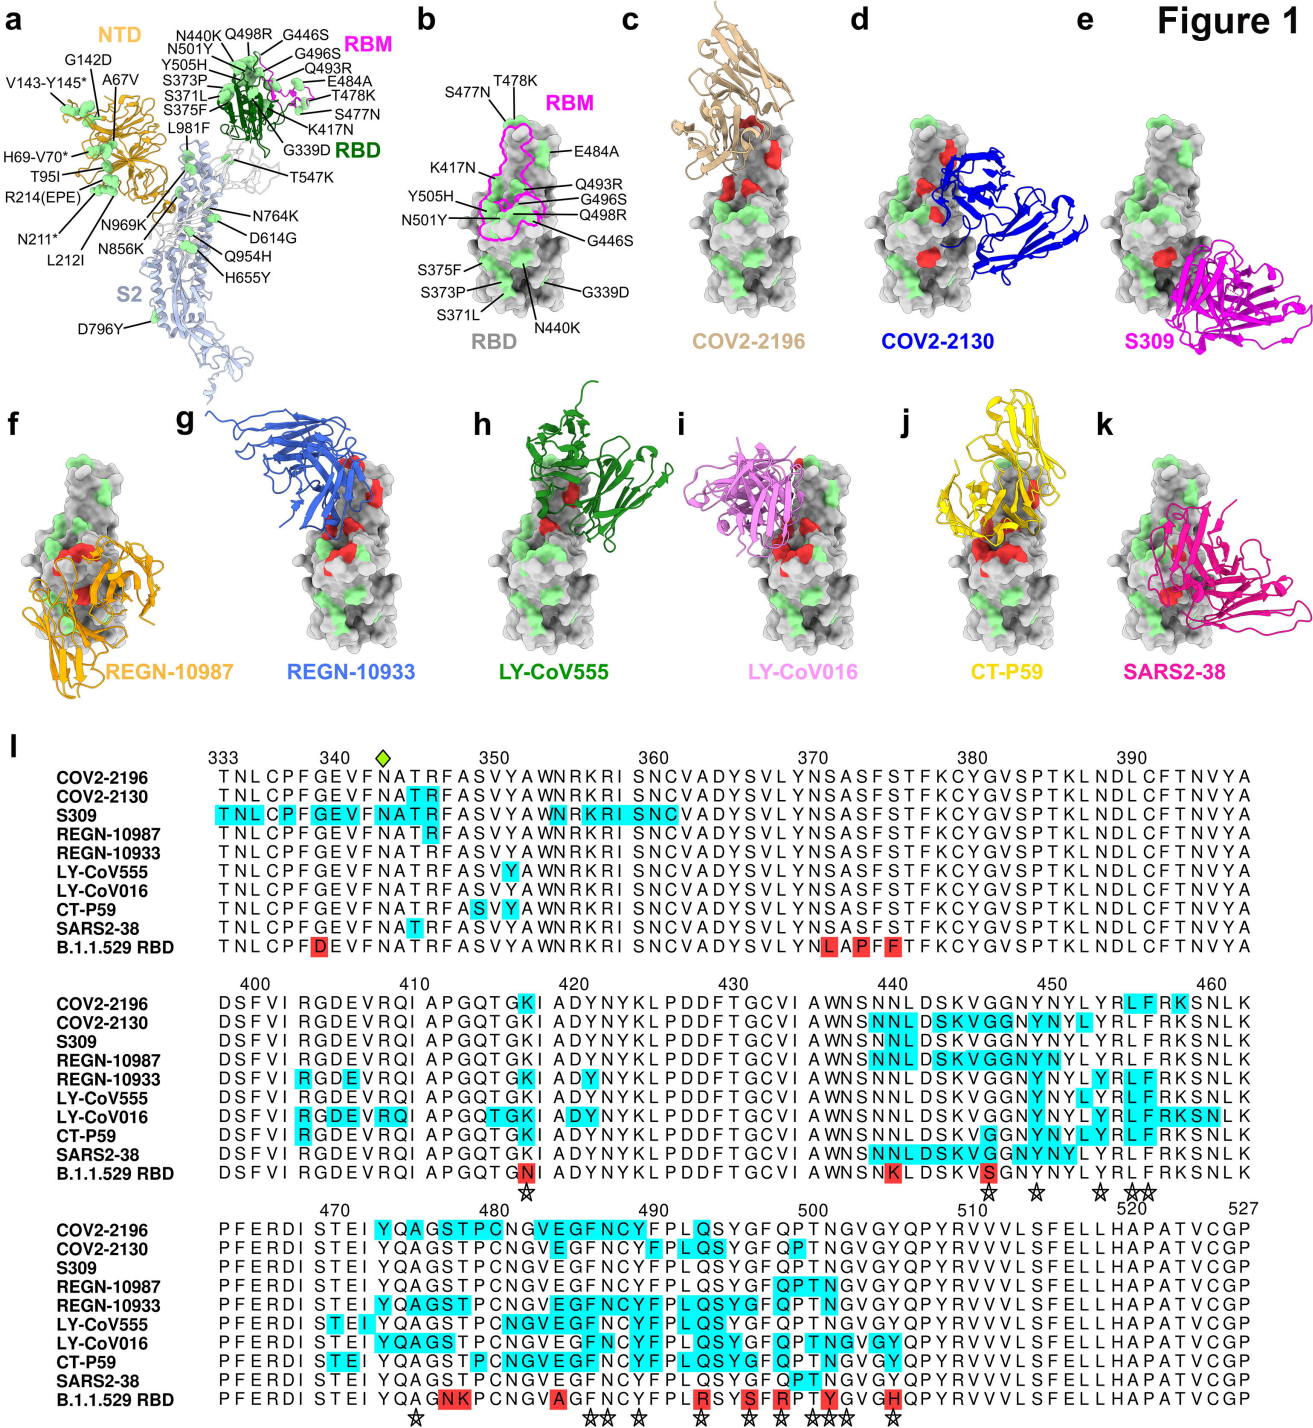 Figure 1
a
NTD
G142D
V143-Y145*
A67V
H69-V70*
T95I
R214(EPE)
N211*
L212I
N969K
N856K
L981F
S2
D796Y
N440K
Q498R
G446S
N501Y
G496S
RBM
Y505H
Q493R
S373P
E484A
S371L
T478K
S375F
S477N
K417N
G339D
RBD
T547K
N764K
D614G
Q954H
H655Y
b
T478K
S477N
RBM
E484A
K417N
Q493R
Y505H
G496S
N501Y
Q498R
G446S
S375F
S373P
G339D
S371L
N440K
RBD
c
COV2-2196
d
COV2-2130
e
S309
f
REGN-10987
g
REGN-10933
h
LY-CoV555
i
LY-CoV016
j
CT-P59
k
SARS2-38
l
333 340 350 360 370 380 390
COV2-2196 TNLCPFGEVFNATRFASVYAWNRKRISNCVADYSVLYNSASFSTFKCYGVSPTKLNDLCFTNVYA
COV2-2130 TNLCPFGEVFNATRFASVYAWNRKRISNCVADYSVLYNSASFSTFKCYGVSPTKLNDLCFTNVYA
S309 TNLCPFGEVFNATRFASVYAWNRKRISNCVADYSVLYNSASFSTFKCYGVSPTKLNDLCFTNVYA
REGN-10987 TNLCPFGEVFNATRFASVYAWNRKRISNCVADYSVLYNSASFSTFKCYGVSPTKLNDLCFTNVYA
REGN-10933 TNLCPFGEVFNATRFASVYAWNRKRISNCVADYSVLYNSASFSTFKCYGVSPTKLNDLCFTNVYA
LY-CoV555 TNLCPFGEVFNATRFASVYAWNRKRISNCVADYSVLYNSASFSTFKCYGVSPTKLNDLCFTNVYA
LY-CoV016 TNLCPFGEVFNATRFASVYAWNRKRISNCVADYSVLYNSASFSTFKCYGVSPTKLNDLCFTNVYA
CT-P59 TNLCPFGEVFNATRFASVYAWNRKRISNCVADYSVLYNSASFSTFKCYGVSPTKLNDLCFTNVYA
SARS2-38 TNLCPFGEVFNATRFASVYAWNRKRISNCVADYSVLYNSASFSTFKCYGVSPTKLNDLCFTNVYA
B.1.1.529 RBD TNLCPFDEVFNATRFASVYAWNRKRISNCVADYSVLYNLAPFFTFKCYGVSPTKLNDLCFTNVYA
400 410 420 430 440 450 460
COV2-2196 DSFVIRGDEVRQIAPGQTGKIADYNYKLPDDFTGCVIAWNSNNLDSKVGGNYNYLYRLFRKSNLK
COV2-2130 DSFVIRGDEVRQIAPGQTGKIADYNYKLPDDFTGCVIAWNSNNLDSKVGGNYNYLYRLFRKSNLK
S309 DSFVIRGDEVRQIAPGQTGKIADYNYKLPDDFTGCVIAWNSNNLDSKVGGNYNYLYRLFRKSNLK
REGN-10987 DSFVIRGDEVRQIAPGQTGKIADYNYKLPDDFTGCVIAWNSNNLDSKVGGNYNYLYRLFRKSNLK
REGN-10933 DSFVIRGDEVRQIAPGQTGKIADYNYKLPDDFTGCVIAWNSNNLDSKVGGNYNYLYRLFRKSNLK
LY-CoV555 DSFVIRGDEVRQIAPGQTGKIADYNYKLPDDFTGCVIAWNSNNLDSKVGGNYNYLYRLFRKSNLK
LY-CoV016 DSFVIRGDEVRQIAPGQTGKIADYNYKLPDDFTGCVIAWNSNNLDSKVGGNYNYLYRLFRKSNLK
CT-P59 DSFVIRGDEVRQIAPGQTGKIADYNYKLPDDFTGCVIAWNSNNLDSKVGGNYNYLYRLFRKSNLK
SARS2-38 DSFVIRGDEVRQIAPGQTGKIADYNYKLPDDFTGCVIAWNSNNLDSKVGGNYNYLYRLFRKSNLK
B.1.1.529 RBD DSFVIRGDEVRQIAPGQTGNIADYNYKLPDDFTGCVIAWNSNKLDSKVSGNYNYLYRLFRKSNLK
470 480 490 500 510 520 527
COV2-2196 PFERDISTEIYQAGSTPCNGVEGFNCYFPLQSYGFQPTNGVGYQPYRVVVLSFELLHAPATVCGP
COV2-2130 PFERDISTEIYQAGSTPCNGVEGFNCYFPLQSYGFQPTNGVGYQPYRVVVLSFELLHAPATVCGP
S309 PFERDISTEIYQAGSTPCNGVEGFNCYFPLQSYGFQPTNGVGYQPYRVVVLSFELLHAPATVCGP
REGN-10987 PFERDISTEIYQAGSTPCNGVEGFNCYFPLQSYGFQPTNGVGYQPYRVVVLSFELLHAPATVCGP
REGN-10933 PFERDISTEIYQAGSTPCNGVEGFNCYFPLQSYGFQPTNGVGYQPYRVVVLSFELLHAPATVCGP
LY-CoV555 PFERDISTEIYQAGSTPCNGVEGFNCYFPLQSYGFQPTNGVGYQPYRVVVLSFELLHAPATVCGP
LY-CoV016 PFERDISTEIYQAGSTPCNGVEGFNCYFPLQSYGFQPTNGVGYQPYRVVVLSFELLHAPATVCGP
CT-P59 PFERDISTEIYQAGSTPCNGVEGFNCYFPLQSYGFQPTNGVGYQPYRVVVLSFELLHAPATVCGP
SARS2-38 PFERDISTEIYQAGSTPCNGVEGFNCYFPLQSYGFQPTNGVGYQPYRVVVLSFELLHAPATVCGP
B.1.1.529 RBD PFERDISTEIYQAGNKPCNGVAGFNCYFPLRSYSFRPTYGVGHQPYRVVVLSFELLHAPATVCGP